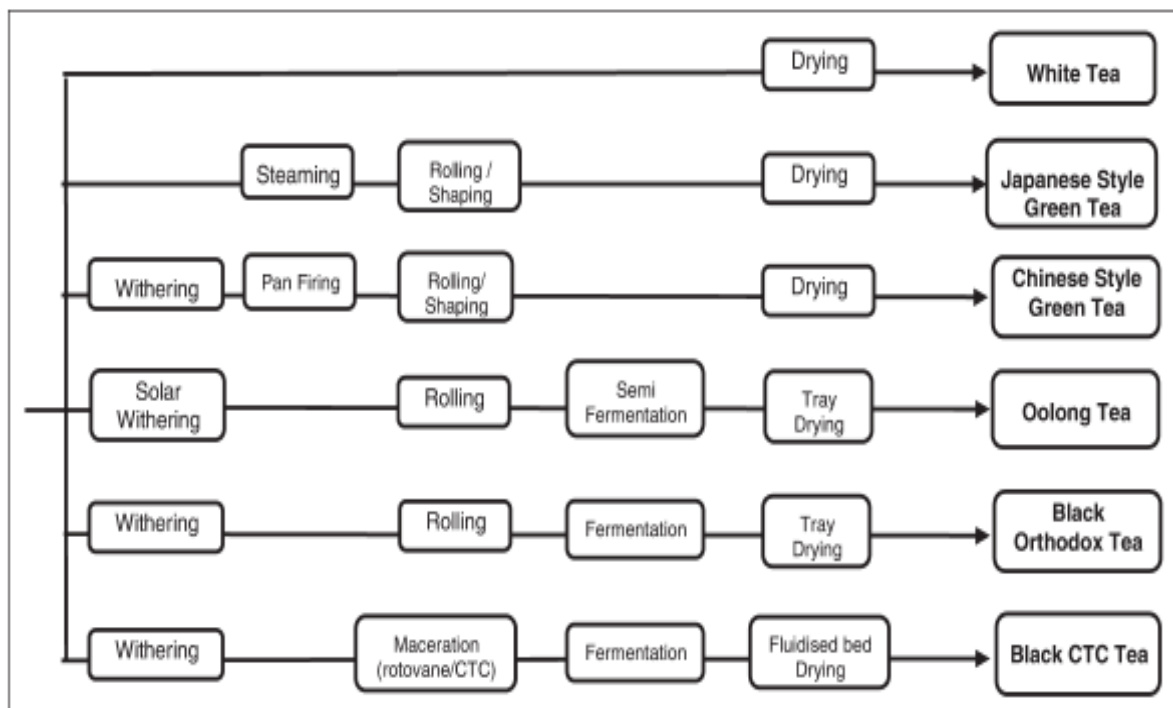 Drying
White Tea
Steaming
Rolling /
Shaping
Drying
Japanese Style
Green Tea
Withering
Pan Firing
Rolling/
Shaping
Drying
Chinese Style
Green Tea
Solar
Withering
Rolling
Semi
Fermentation
Tray
Drying
Oolong Tea
Withering
Rolling
Fermentation
Tray
Drying
Black
Orthodox Tea
Withering
Maceration
(rotovane/CTC)
Fermentation
Fluidised bed
Drying
Black CTC Tea